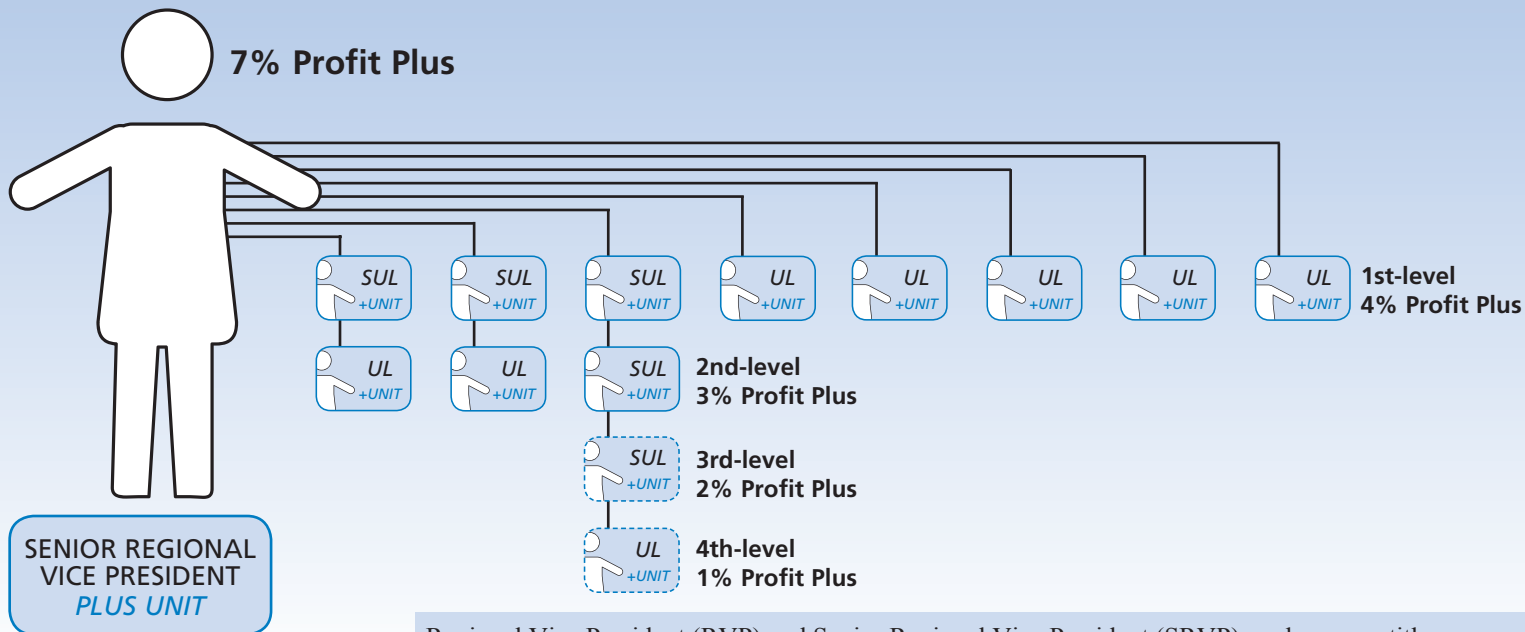 7% Profit Plus
SUL
+UNIT
SUL
+UNIT
SUL
+UNIT
UL
+UNIT
UL
+UNIT
UL
+UNIT
UL
+UNIT
UL
+UNIT
1st-level
4% Profit Plus
UL
+UNIT
UL
+UNIT
SUL
+UNIT
2nd-level
3% Profit Plus
SUL
+UNIT
3rd-level
2% Profit Plus
UL
+UNIT
4th-level
1% Profit Plus
SENIOR REGIONAL
VICE PRESIDENT
PLUS UNIT